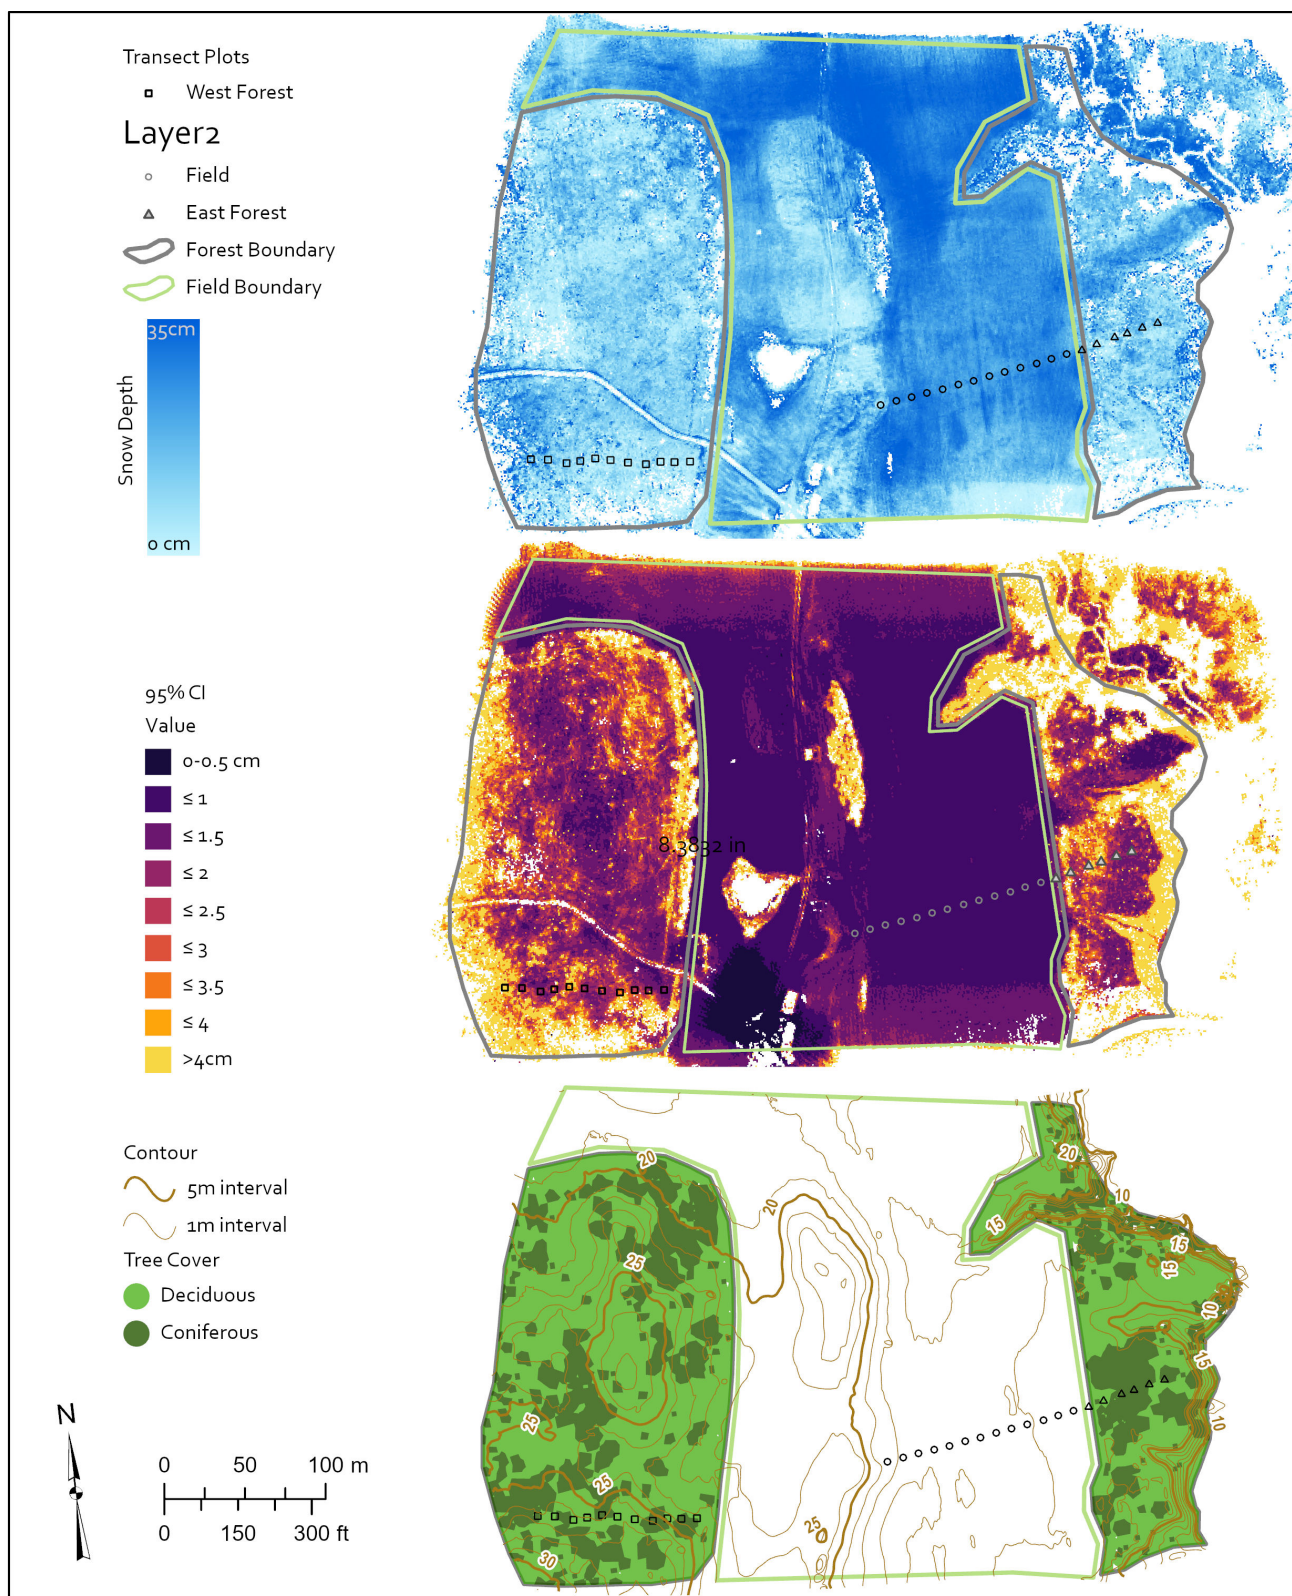 Transect Plots
West Forest
Layer2
Field
East Forest
Forest Boundary
Field Boundary
35cm
Snow Depth
0 cm
95% CI
Value
0-0.5 cm
≤ 1
≤ 1.5
≤ 2
≤ 2.5
≤ 3
≤ 3.5
≤ 4
>4cm
8.3832 in
Contour
5m interval
1m interval
Tree Cover
Deciduous
Coniferous
N
0 50 100 m
0 150 300 ft
20
25
25
25
30
20
25
20
10
15
15
15
10
15
10